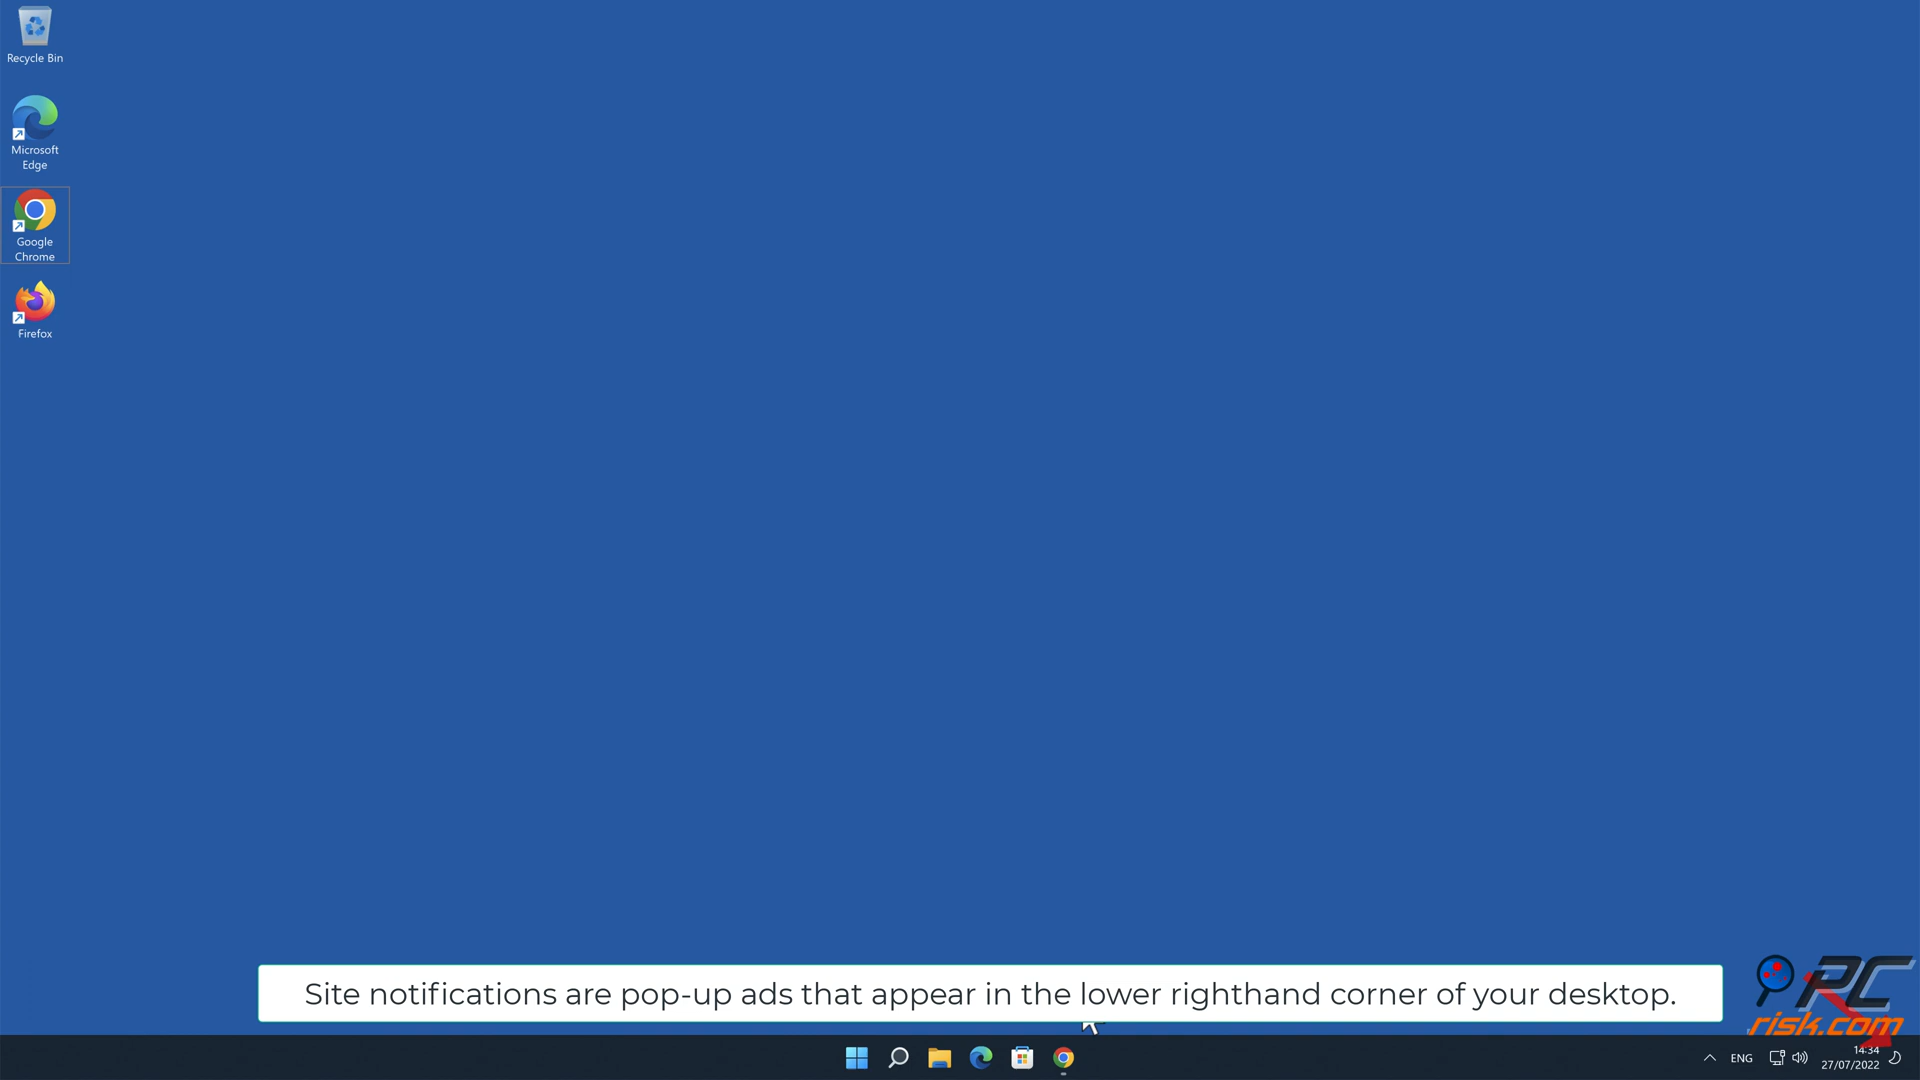 Recycle Bin
Microsoft
Edge
Google
Chrome
Firefox
Site notifications are pop-up ads that appear in the lower righthand corner of your desktop.
PC
risk.com
ENG
14:34
27/07/2022